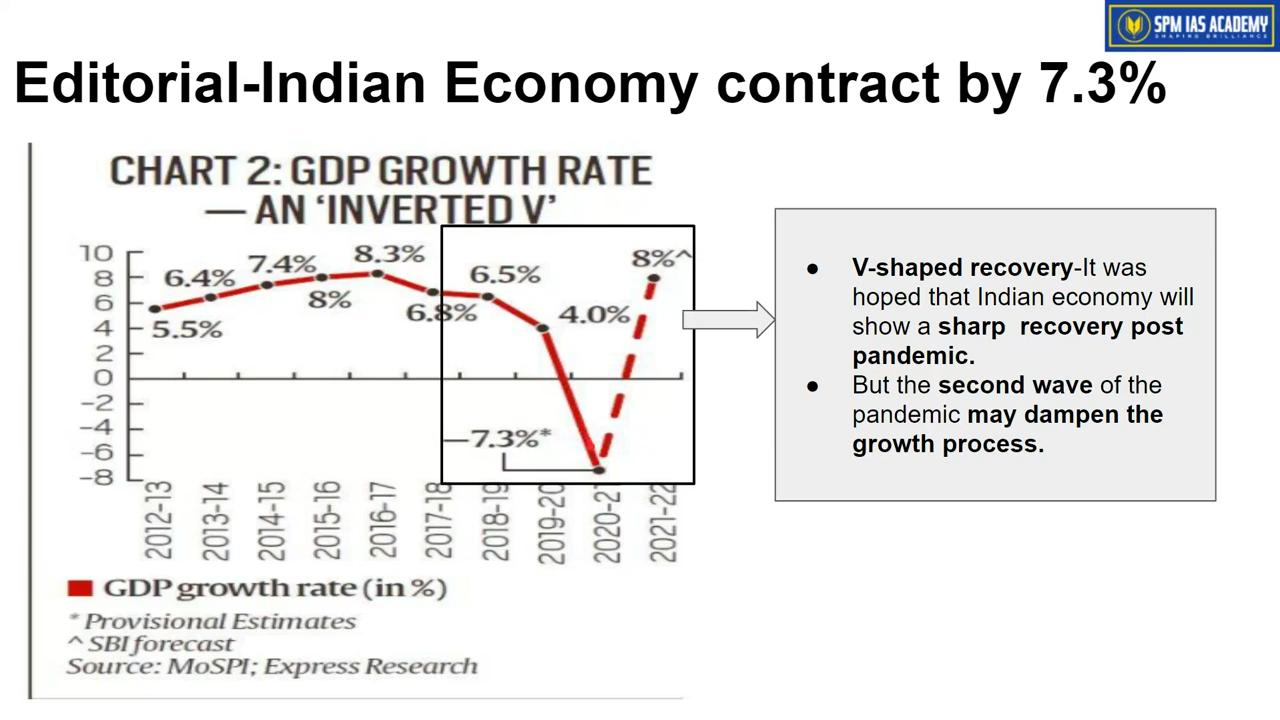 SPM IAS ACADEMY
SHAPING BRILLIANCE
Editorial-Indian Economy contract by 7.3%
CHART 2: GDP GROWTH RATE
— AN ‘INVERTED V’
10
8
6
4
2
0
−2
−4
−6
−8
5.5%
6.4%
7.4%
8%
8.3%
6.8%
6.5%
4.0%
—7.3%*
8%^
2012-13
2013-14
2014-15
2015-16
2016-17
2017-18
2018-19
2019-20
2020-2
2021-22
GDP growth rate (in %)
* Provisional Estimates
^ SBI forecast
Source: MoSPI; Express Research
● V-shaped recovery-It was
hoped that Indian economy will
show a sharp recovery post
pandemic.
● But the second wave of the
pandemic may dampen the
growth process.